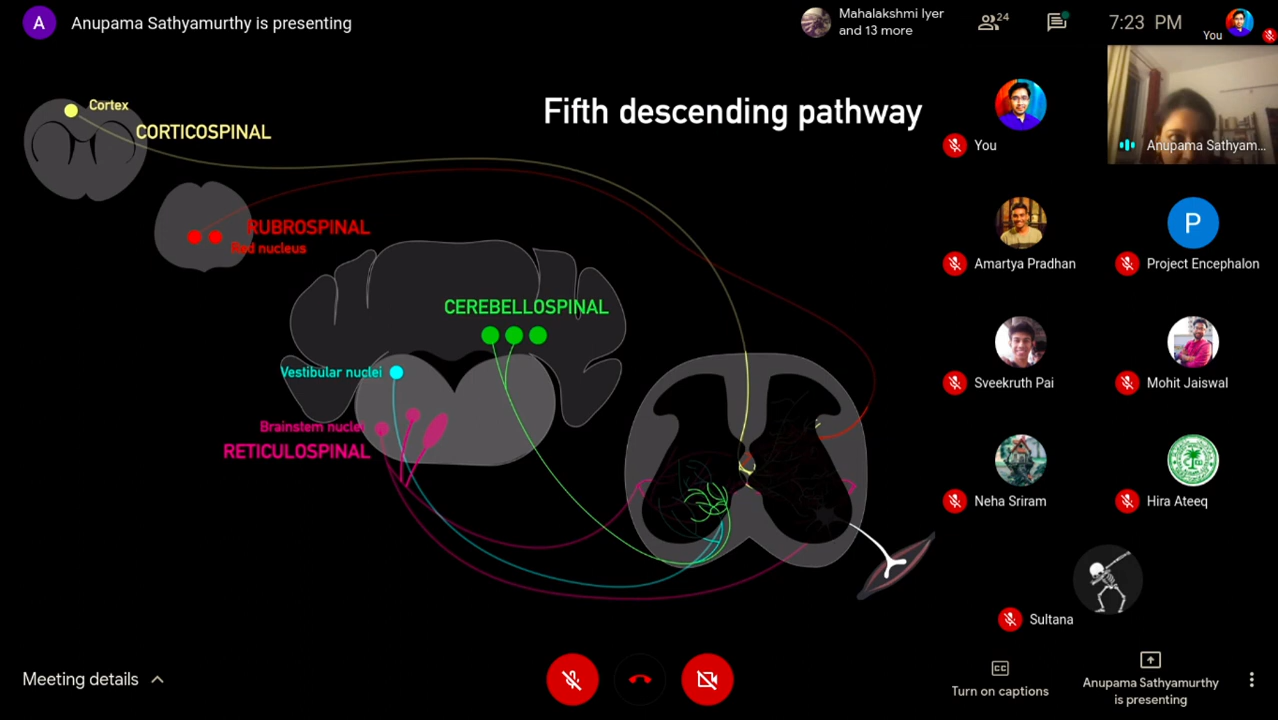 A
Anupama Sathyamurthy is presenting
Mahalakshmi Iyer
and 13 more
24
7:23 PM
You
Fifth descending pathway
Cortex
CORTICOSPINAL
RUBROSPINAL
Red nucleus
CEREBELLOSPINAL
Vestibular nuclei
Brainstem nuclei
RETICULOSPINAL
You
Anupama Sathyam...
Amartya Pradhan
P
Project Encephalon
Sveekruth Pai
Mohit Jaiswal
Neha Sriram
Hira Ateeq
Sultana
Meeting details
CC
Turn on captions
Anupama Sathyamurthy
is presenting